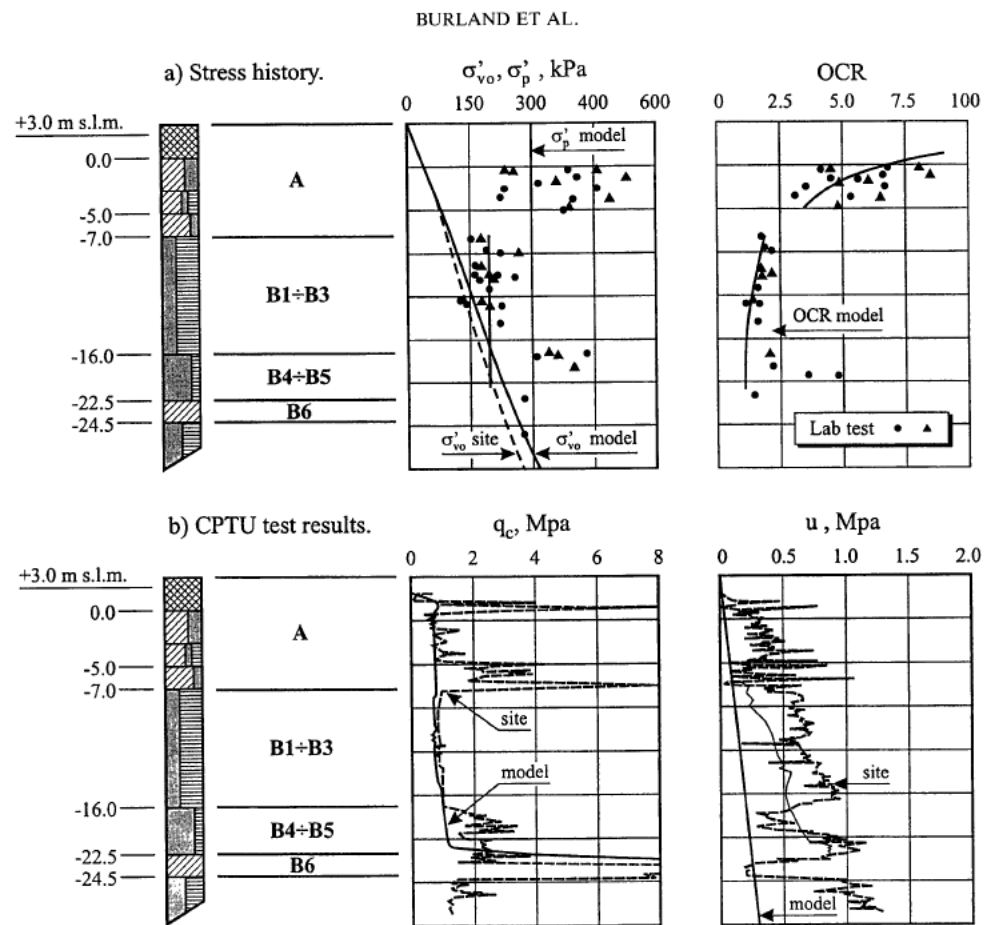 BURLAND ET AL.
a) Stress history.
σ'vo, σ'p , kPa
OCR
0 150 300 450 600
0 2.5 5.0 7.5 100
+3.0 m s.l.m.
σ'p model
0.0
A
-5.0
-7.0
B1÷B3
OCR model
-16.0
B4÷B5
-22.5
B6
-24.5
σ'vo site
σ'vo model
Lab test
b) CPTU test results.
qc, Mpa
u , Mpa
0 2 4 6 8
0 0.5 1.0 1.5 2.0
+3.0 m s.l.m.
0.0
A
-5.0
-7.0
site
B1÷B3
model
site
-16.0
B4÷B5
-22.5
B6
-24.5
model